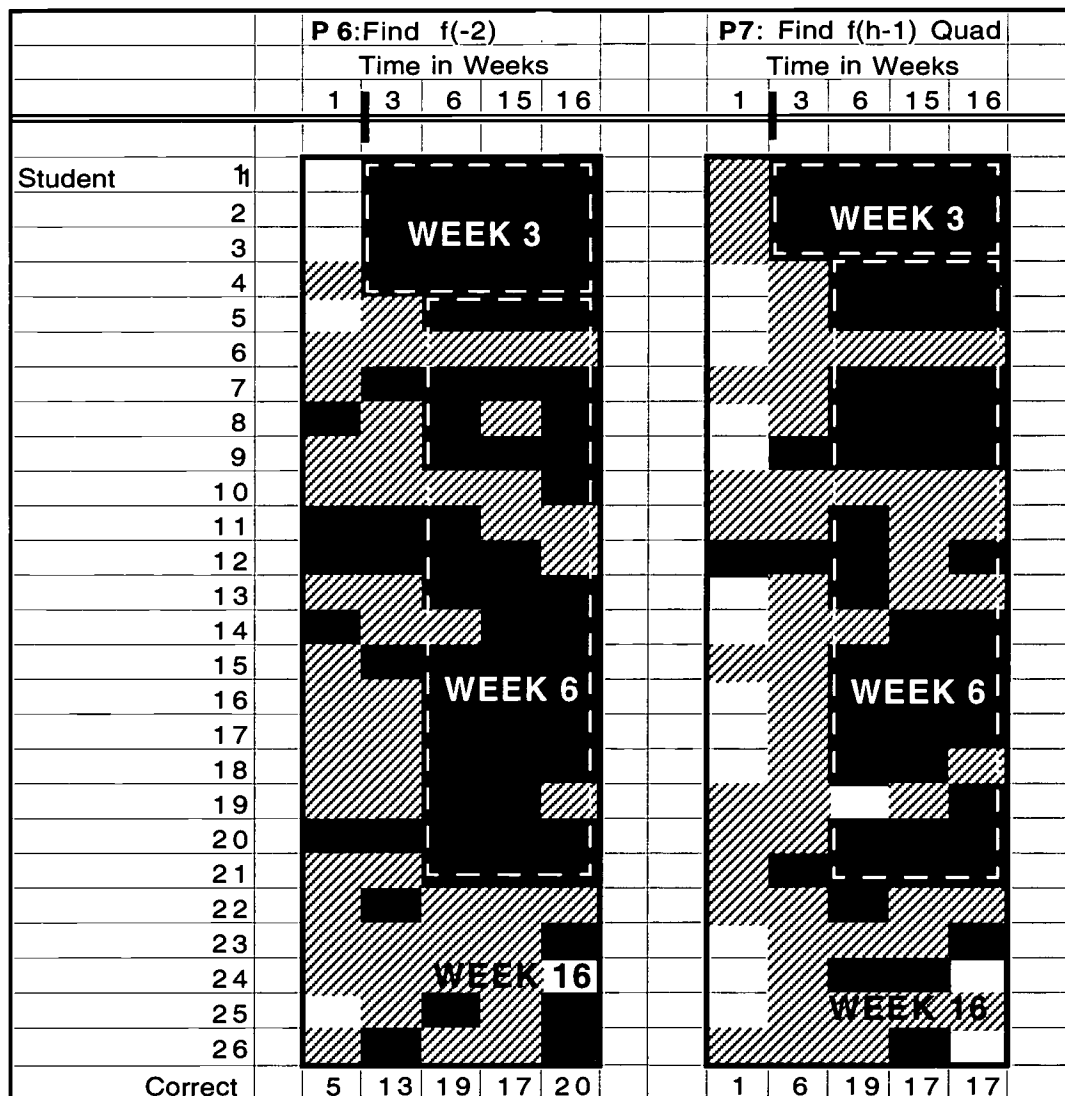 P 6:Find f(-2) P7: Find f(h-1) Quad
Time in Weeks Time in Weeks
1 3 6 15 16 1 3 6 15 16
Student 1
2
WEEK 3 WEEK 3
3
4
5
6
7
8
9
10
11
12
13
14
15
WEEK 6 WEEK 6
16
17
18
19
20
21
22
23
24 WEEK 16
25 WEEK 16
26
Correct 5 13 19 17 20 1 6 19 17 17